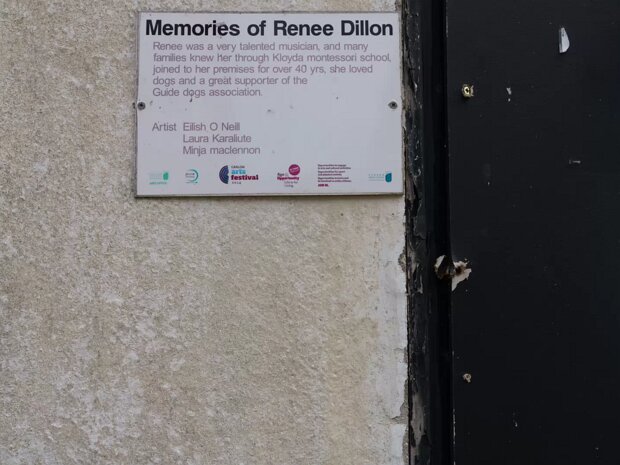 Memories of Renee Dillon
Renee was a very talented musician, and many
families knew her through Kloyda montessori school,
joined to her premises for over 40 yrs, she loved
dogs and a great supporter of the
Guide dogs association.
Artist Eilish O Neill
Laura Karaliute
Minja maclennon
arts
festival